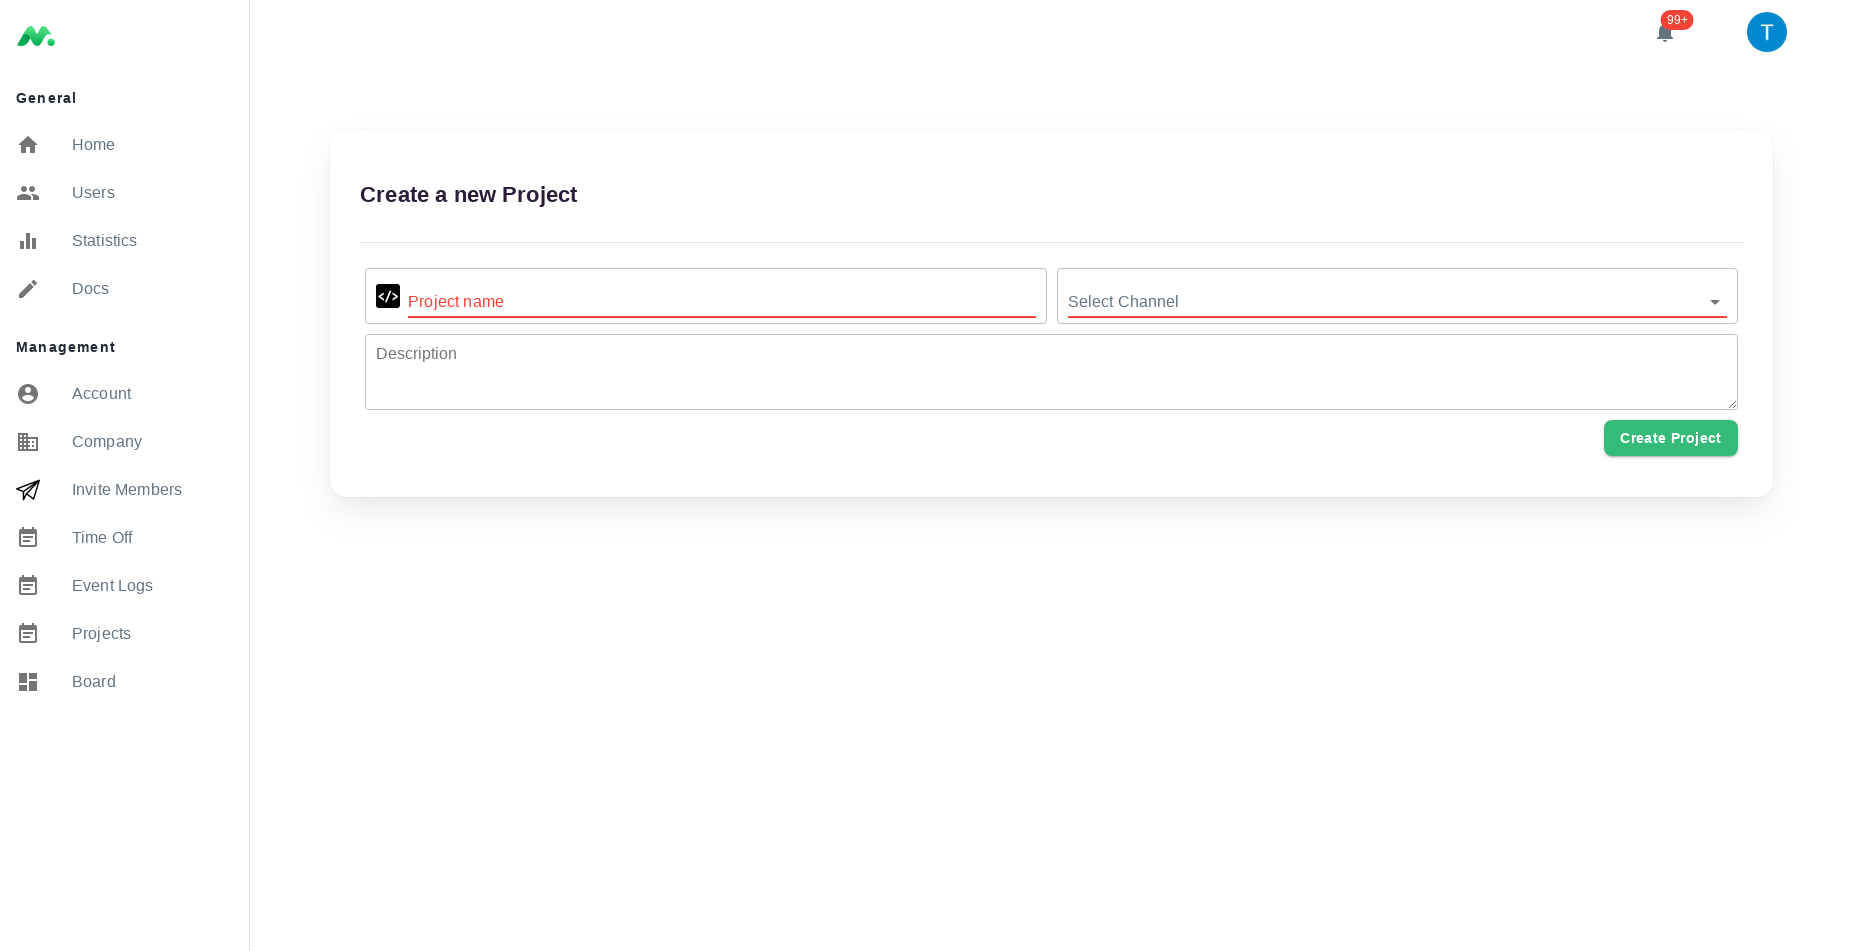 99+
T
General
Home
Users
Statistics
Docs
Management
Account
Company
Invite Members
Time Off
Event Logs
Projects
Board
Create a new Project
</> Project name
Select Channel
Description
Create Project